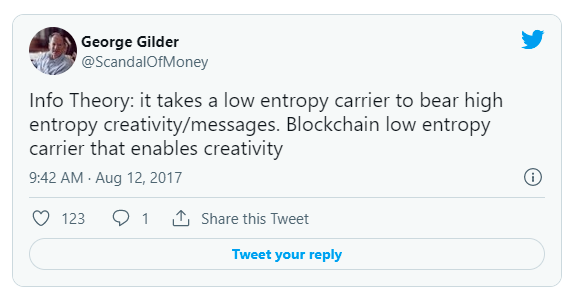 George Gilder
@ScandalOfMoney
Info Theory: it takes a low entropy carrier to bear high
entropy creativity/messages. Blockchain low entropy
carrier that enables creativity
9:42 AM · Aug 12, 2017
123 1 Share this Tweet
Tweet your reply